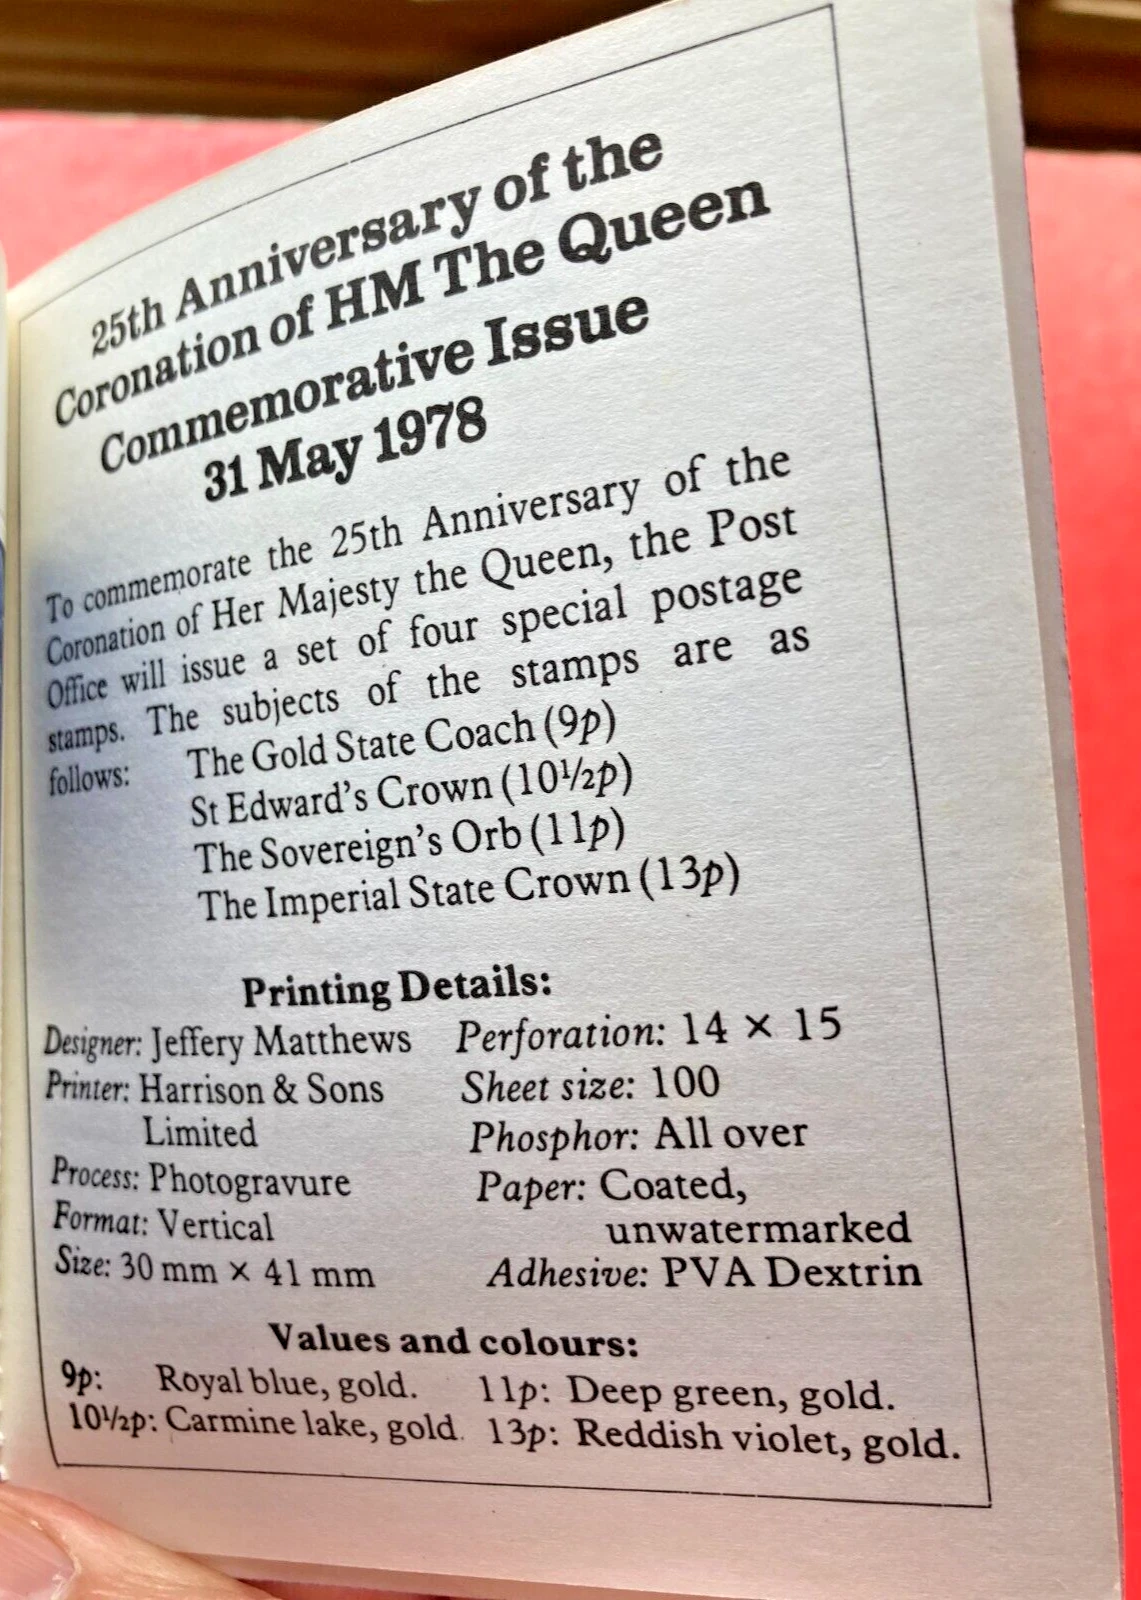 25th Anniversary of the
Coronation of HM The Queen
Commemorative Issue
31 May 1978
To commemorate the 25th Anniversary of the
Coronation of Her Majesty the Queen, the Post
Office will issue a set of four special postage
stamps. The subjects of the stamps are as
follows:
The Gold State Coach (9p)
St Edward's Crown (10½p)
The Sovereign's Orb (11p)
The Imperial State Crown (13p)
Printing Details:
Designer: Jeffery Matthews
Printer: Harrison & Sons
Limited
Process: Photogravure
Format: Vertical
Size: 30 mm × 41 mm
Perforation: 14 × 15
Sheet size: 100
Phosphor: All over
Paper: Coated,
unwatermarked
Adhesive: PVA Dextrin
Values and colours:
9p: Royal blue, gold.
10½p: Carmine lake, gold.
11p: Deep green, gold.
13p: Reddish violet, gold.